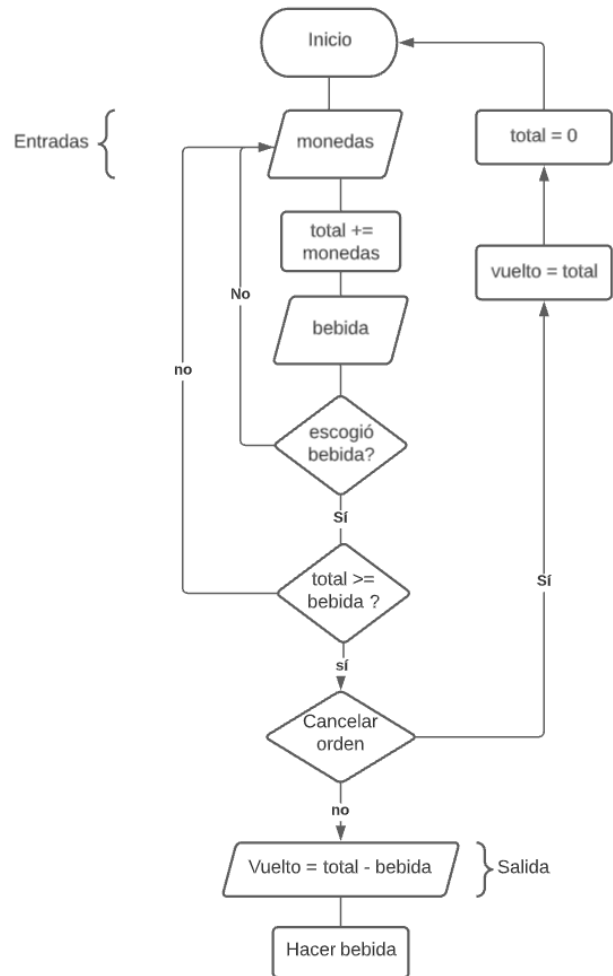 Inicio
Entradas
monedas
total = 0
total +=
monedas
vuelto = total
No
bebida
no
escogió
bebida?
Sí
total >=
bebida ?
Sí
sí
Cancelar
orden
no
Vuelto = total - bebida
Salida
Hacer bebida